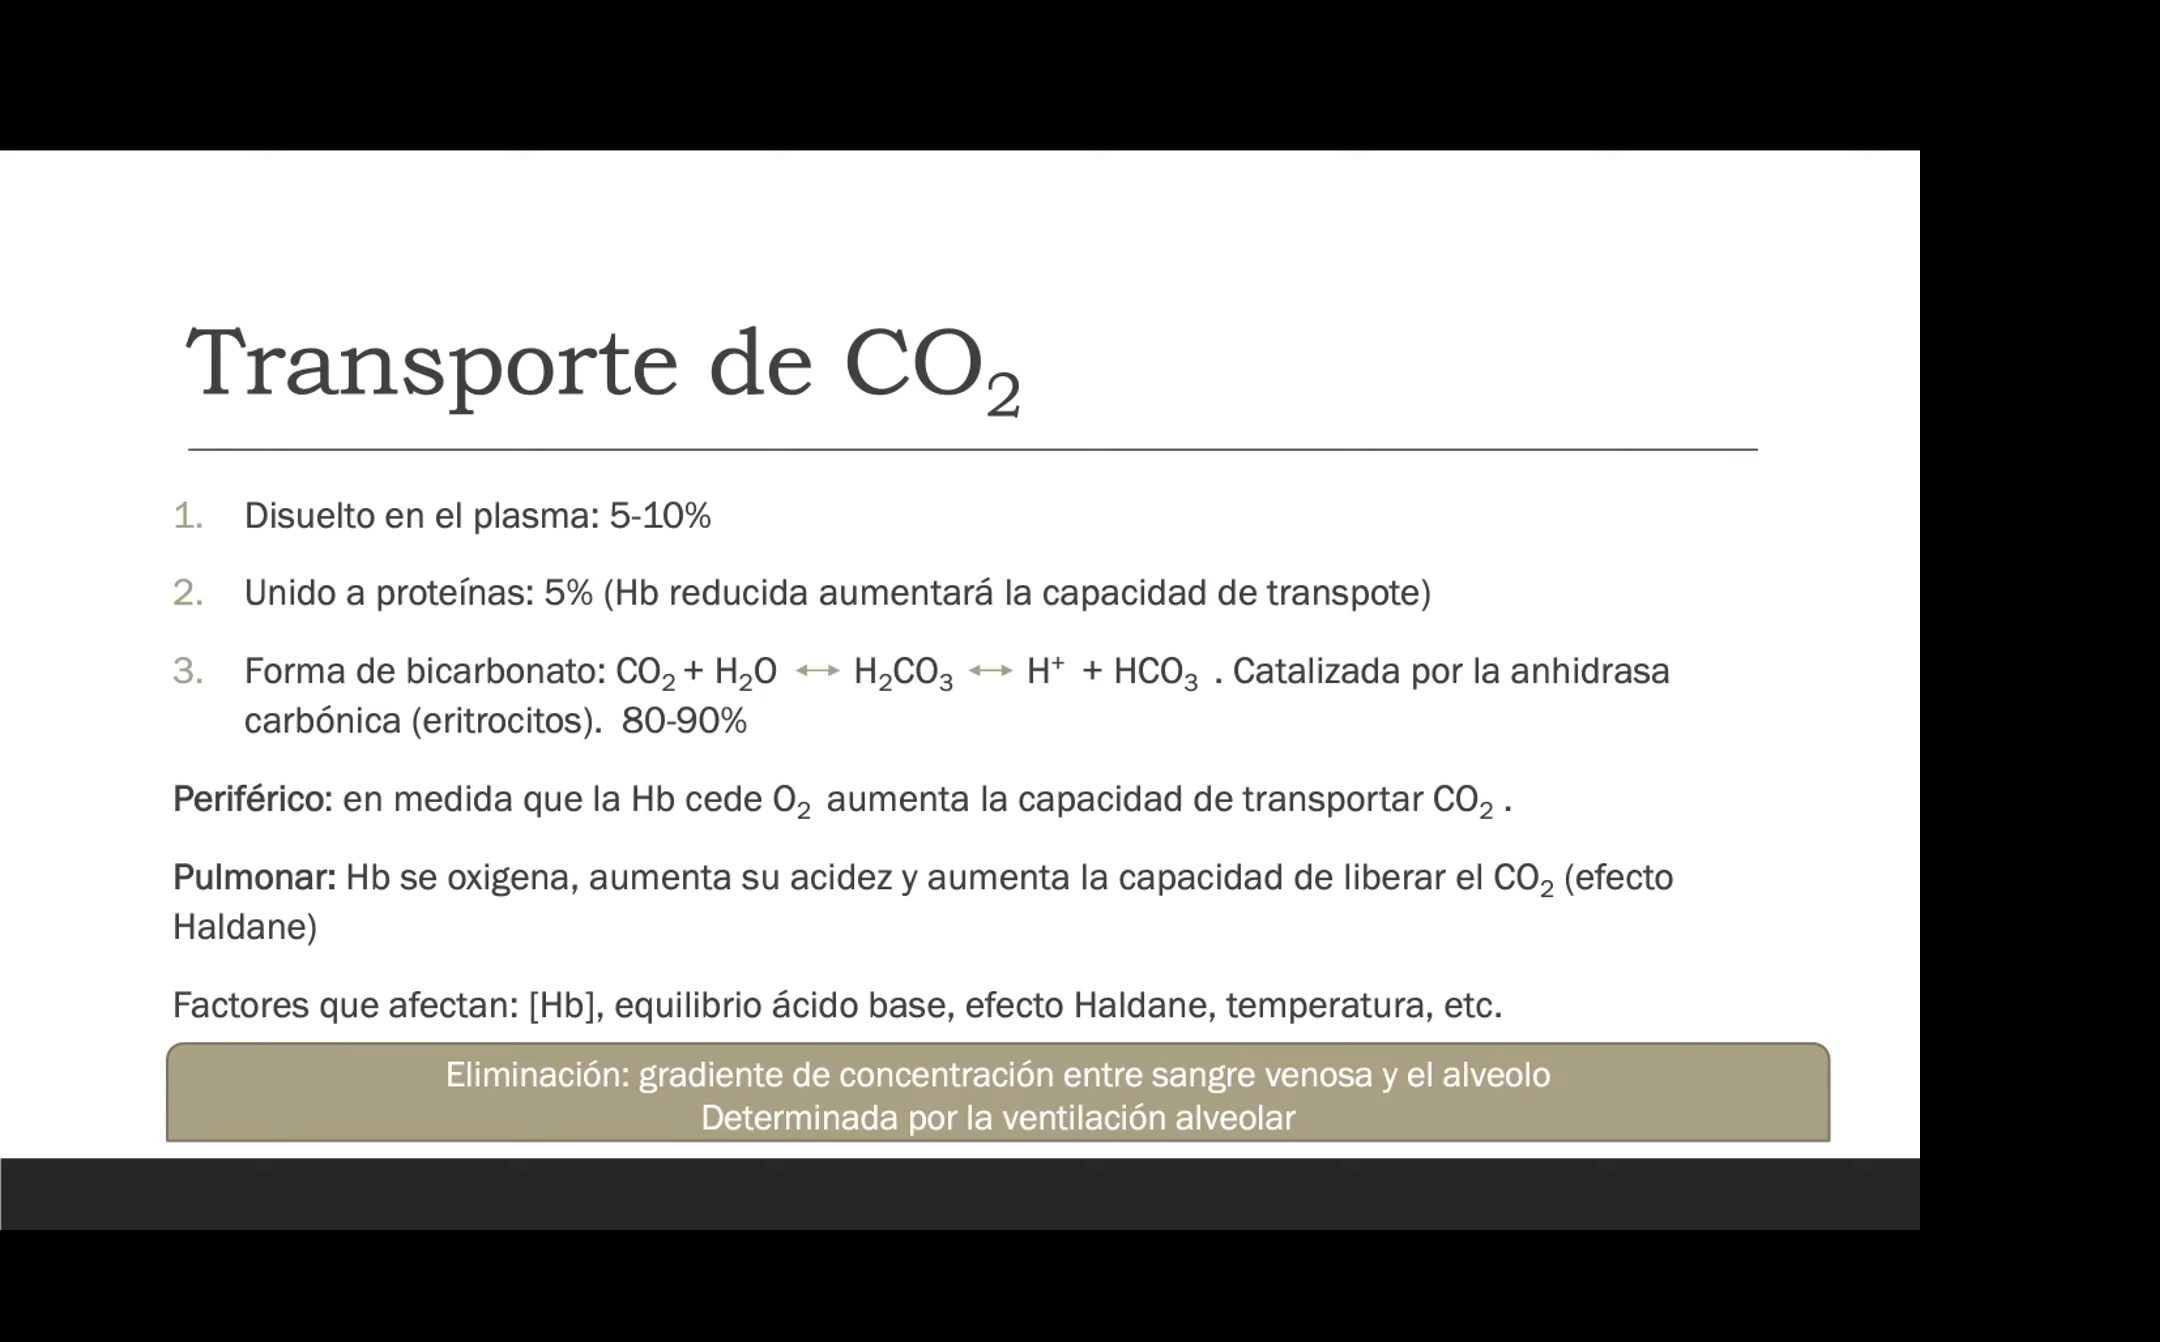 Transporte de CO₂
1. Disuelto en el plasma: 5-10%
2. Unido a proteínas: 5% (Hb reducida aumentará la capacidad de transpote)
3. Forma de bicarbonato: CO₂ + H₂O ↔ H₂CO₃ ↔ H⁺ + HCO₃ . Catalizada por la anhidrasa
carbónica (eritrocitos). 80-90%
Periférico: en medida que la Hb cede O₂ aumenta la capacidad de transportar CO₂ .
Pulmonar: Hb se oxigena, aumenta su acidez y aumenta la capacidad de liberar el CO₂ (efecto
Haldane)
Factores que afectan: [Hb], equilibrio ácido base, efecto Haldane, temperatura, etc.
Eliminación: gradiente de concentración entre sangre venosa y el alveolo
Determinada por la ventilación alveolar